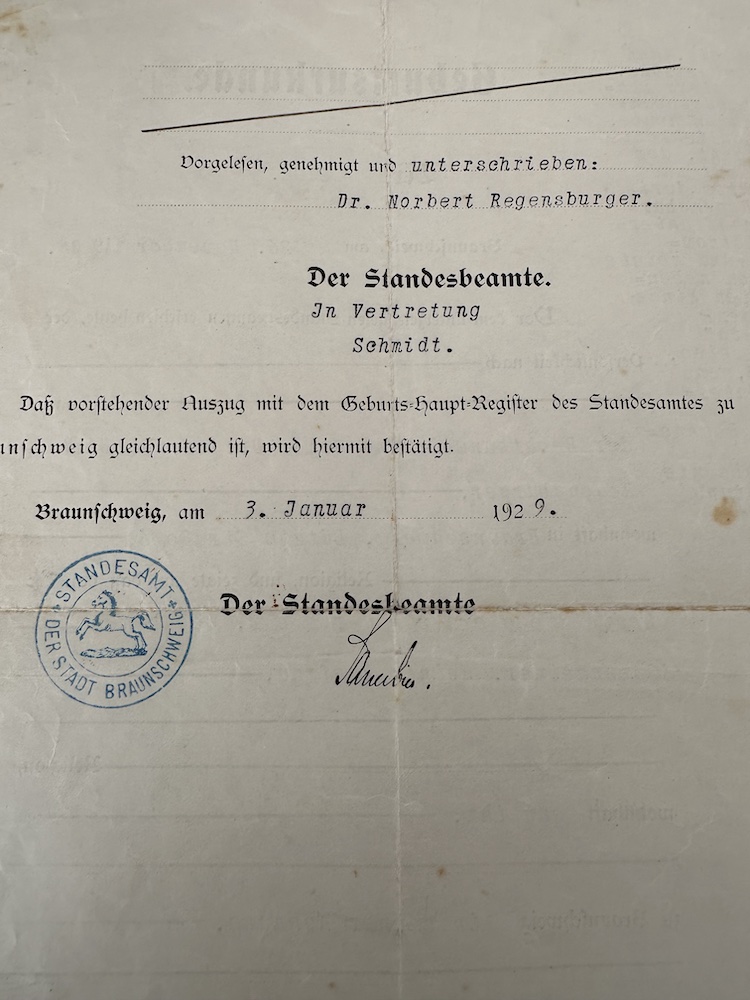 Vorgelesen, genehmigt und unterschrieben:
Dr. Norbert Regensburger.
Der Standesbeamte.
In Vertretung
Schmidt.
Daß vorstehender Auszug mit dem Geburts-Haupt-Register des Standesamtes zu
unschweig gleichlautend ist, wird hiermit bestätigt.
Braunschweig, am 3. Januar 1929.
STANDESAMT
DER STADT BRAUNSCHWEIG
Der Standesbeamte